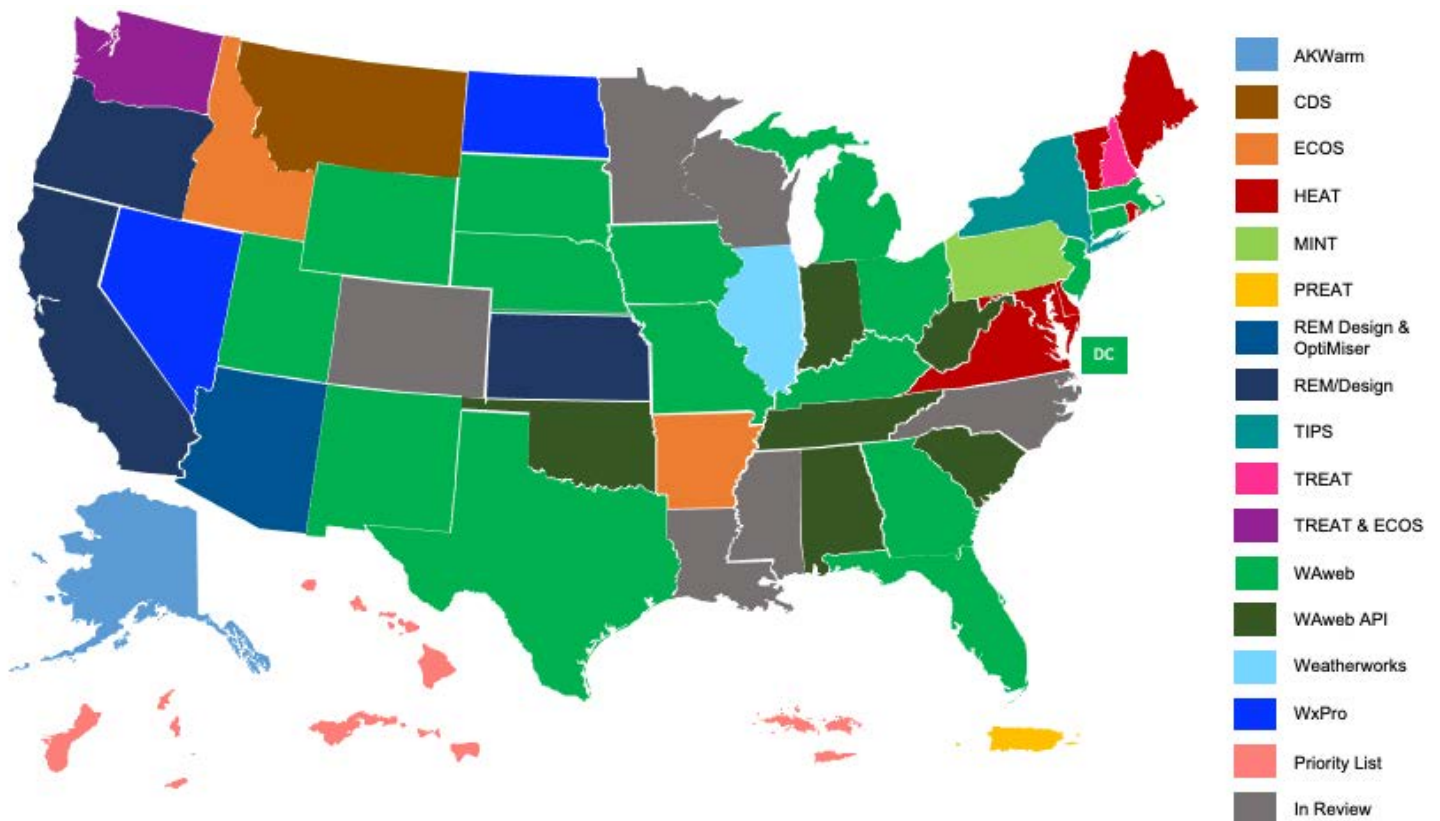 DC
AKWarm
CDS
ECOS
HEAT
MINT
PREAT
REM Design &
OptiMiser
REM/Design
TIPS
TREAT
TREAT & ECOS
WAweb
WAweb API
Weatherworks
WxPro
Priority List
In Review